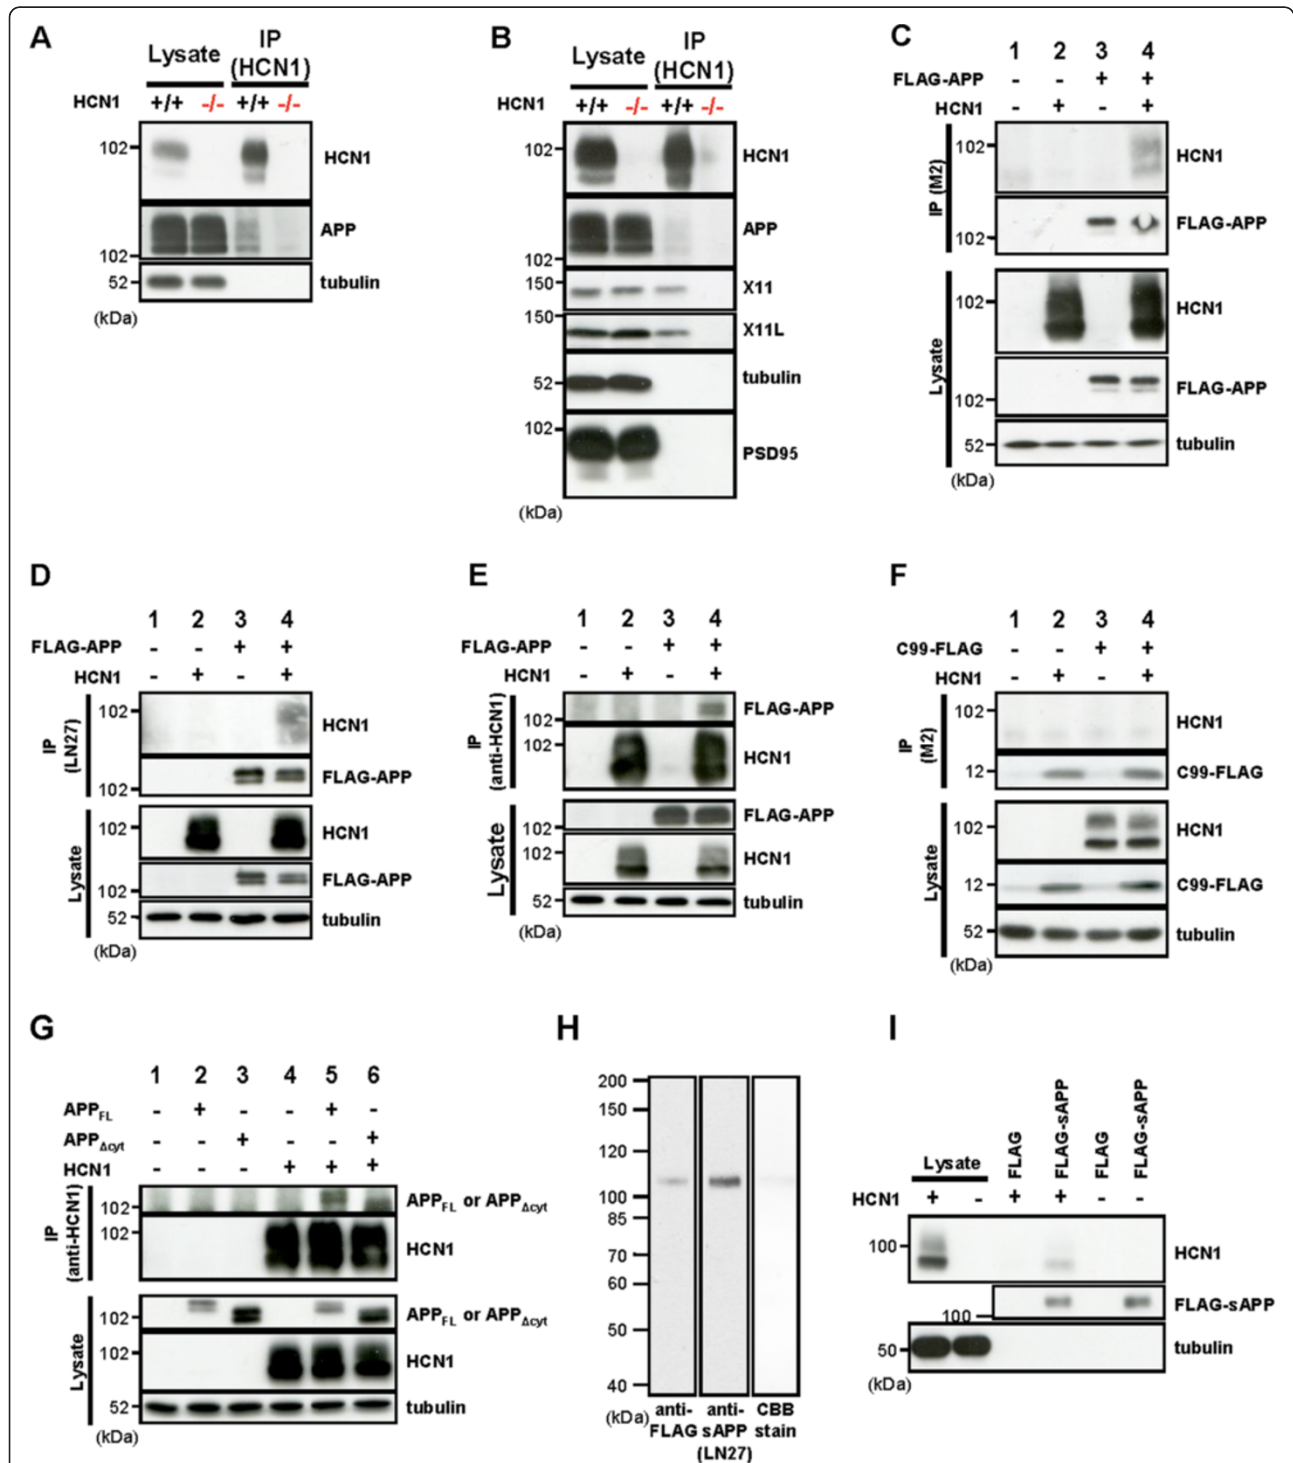 A
Lysate
IP
(HCN1)
HCN1 +/+ -/- +/+ -/-
102 HCN1
APP
102
52 tubulin
(kDa)
B
Lysate
IP
(HCN1)
HCN1 +/+ -/- +/+ -/-
102 HCN1
APP
102
150 X11
150
X11L
52 tubulin
102
PSD95
(kDa)
C
1 2 3 4
FLAG-APP - - + +
HCN1 - + - +
IP (M2)
102 HCN1
FLAG-APP
102
Lysate
102 HCN1
FLAG-APP
102
52 tubulin
(kDa)
D
1 2 3 4
FLAG-APP - - + +
HCN1 - + - +
IP
(LN27)
102 HCN1
FLAG-APP
102
Lysate
102 HCN1
FLAG-APP
102
52 tubulin
(kDa)
E
1 2 3 4
FLAG-APP - - + +
HCN1 - + - +
IP
(anti-HCN1)
FLAG-APP
102
102 HCN1
Lysate
FLAG-APP
102
102 HCN1
52 tubulin
(kDa)
F
1 2 3 4
C99-FLAG - - + +
HCN1 - + - +
IP
(M2)
102 HCN1
12 C99-FLAG
Lysate
102 HCN1
12 C99-FLAG
52 tubulin
(kDa)
G
1 2 3 4 5 6
APPFL - + - - + -
APPΔcyt - - + - - +
HCN1 - - - + + +
IP
(anti-HCN1)
102 APPFL or APPΔcyt
102 HCN1
Lysate
102 APPFL or APPΔcyt
102 HCN1
52 tubulin
(kDa)
H
200
150
120
100
85
70
60
50
40
(kDa)
anti-
FLAG
anti-
sAPP
(LN27)
CBB
stain
I
Lysate
FLAG
FLAG-sAPP
FLAG
FLAG-sAPP
HCN1 + - + + - -
100 HCN1
FLAG-sAPP
100
50 tubulin
(kDa)